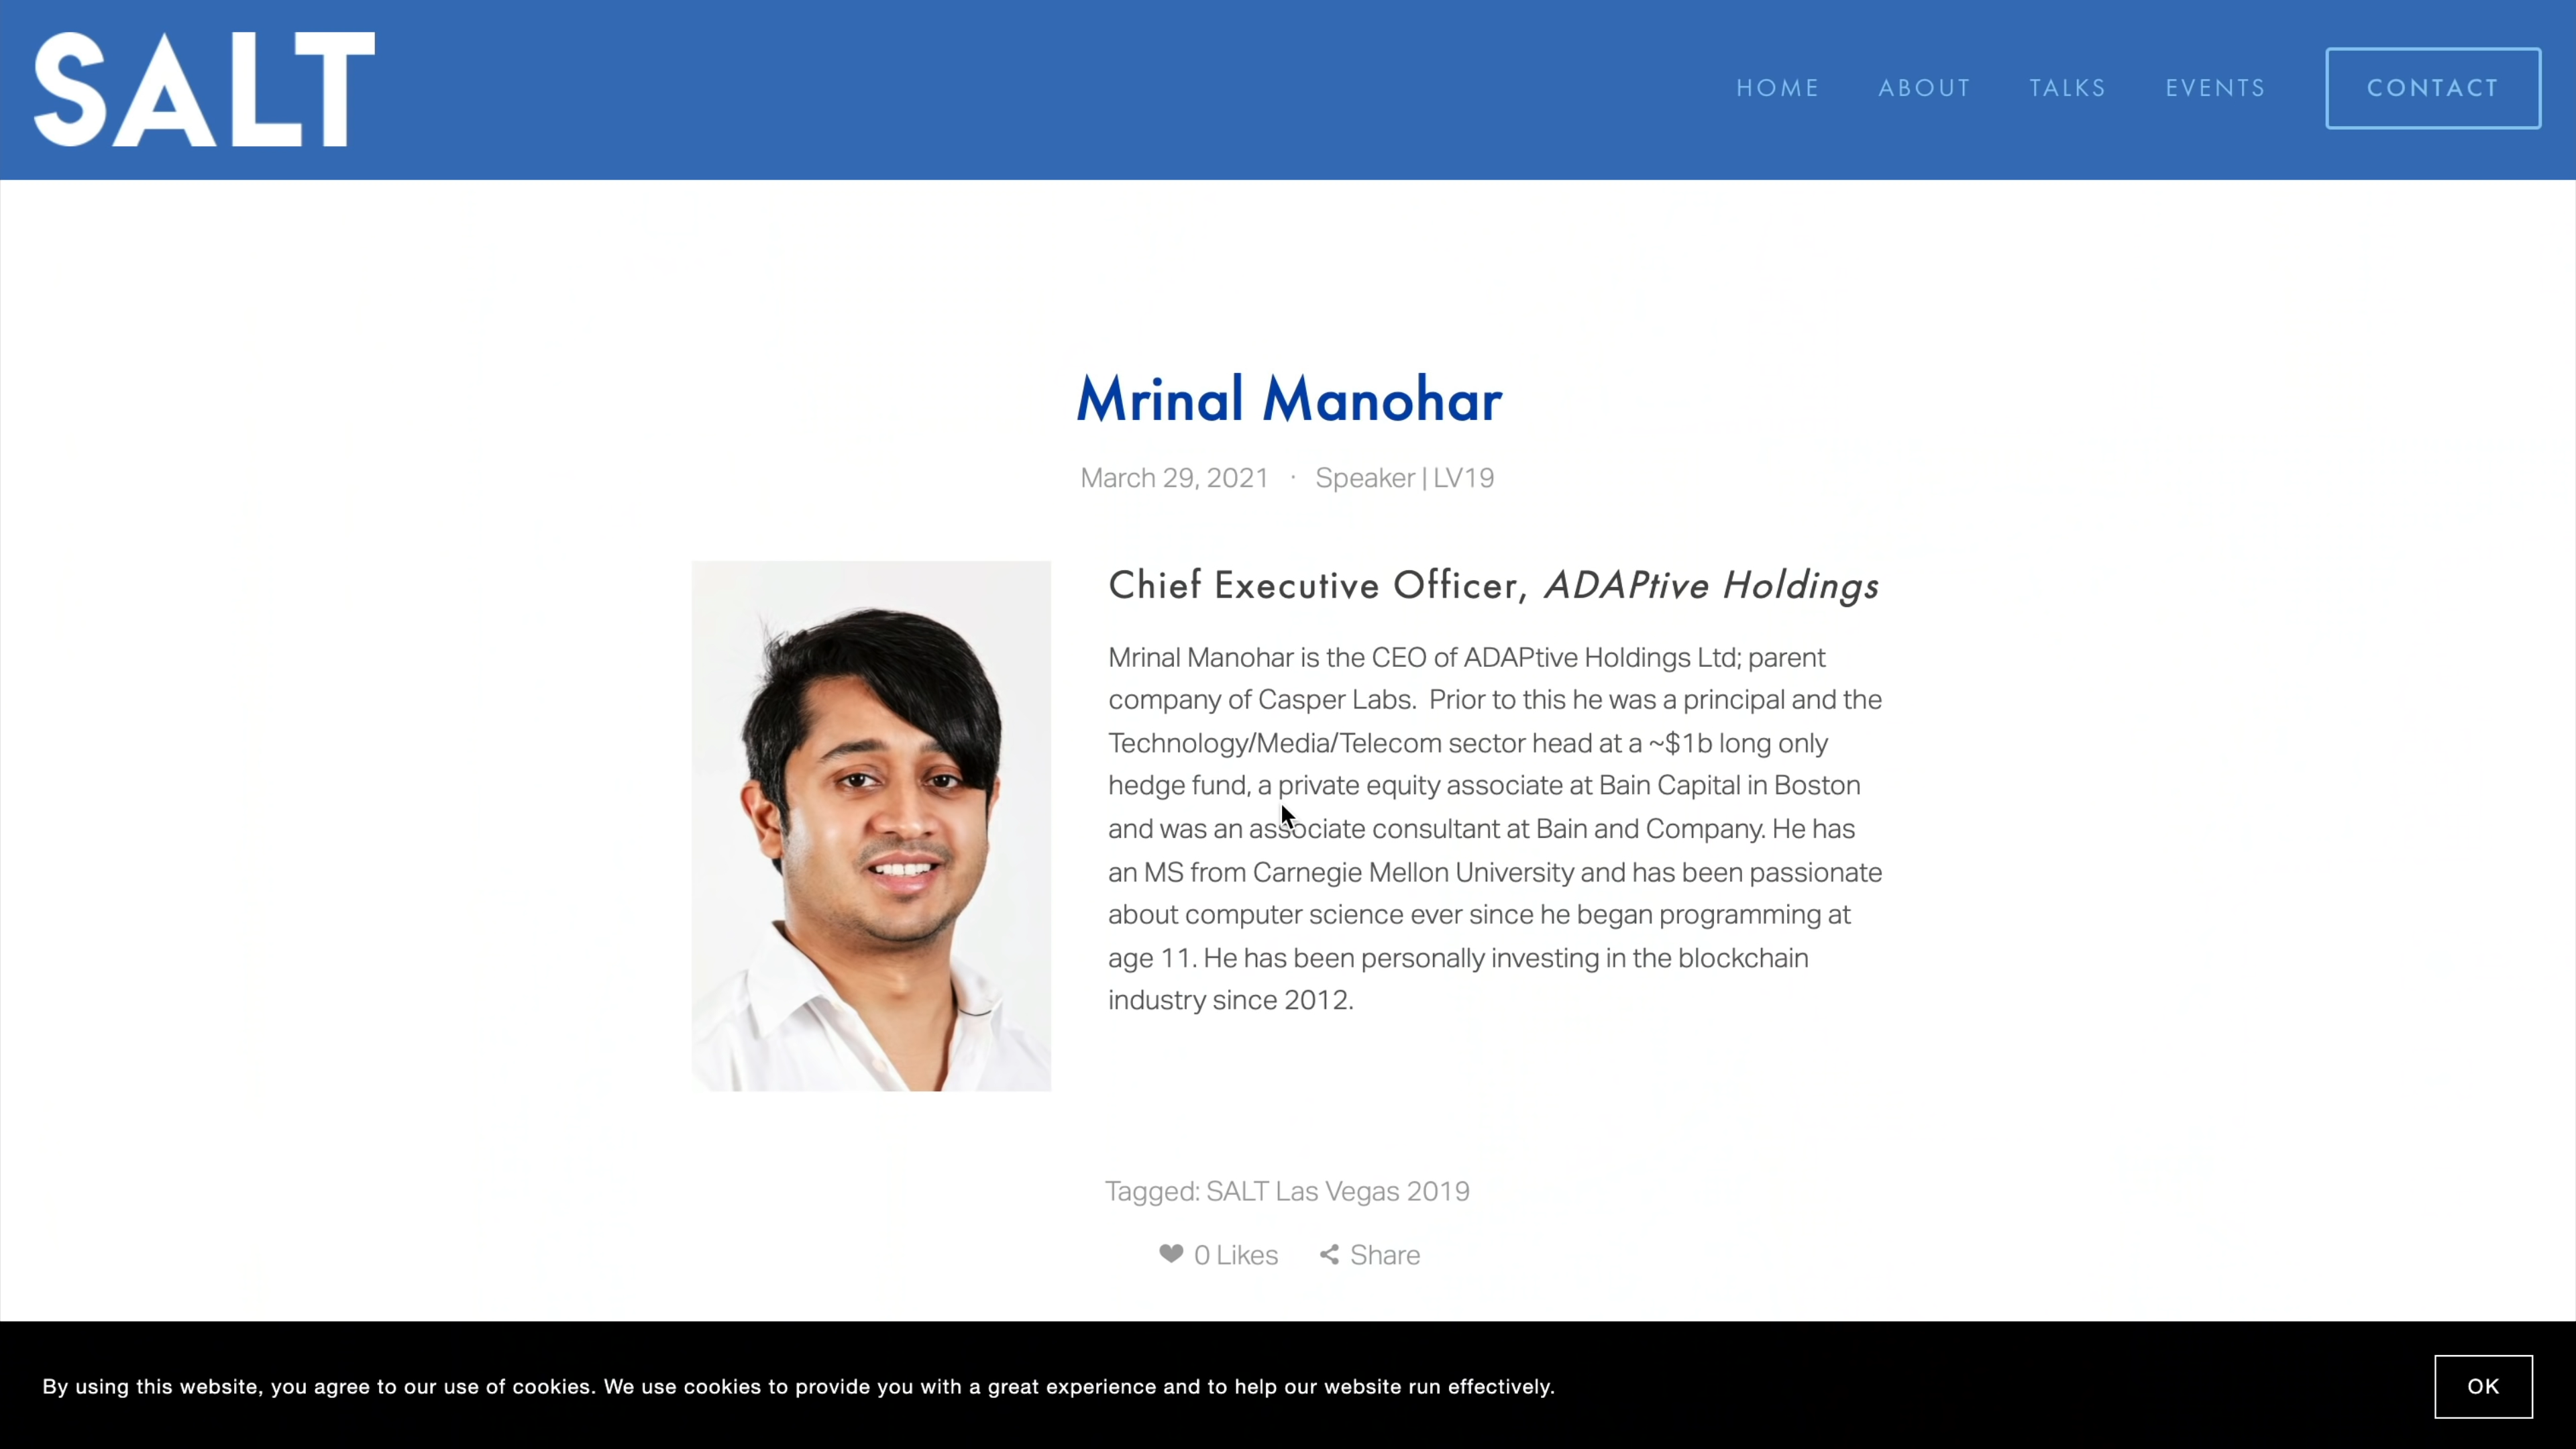 SALT
HOME ABOUT TALKS EVENTS CONTACT
Mrinal Manohar
March 29, 2021 · Speaker | LV19
Chief Executive Officer, ADAPtive Holdings
Mrinal Manohar is the CEO of ADAPtive Holdings Ltd; parent
company of Casper Labs.  Prior to this he was a principal and the
Technology/Media/Telecom sector head at a ~$1b long only
hedge fund, a private equity associate at Bain Capital in Boston
and was an associate consultant at Bain and Company. He has
an MS from Carnegie Mellon University and has been passionate
about computer science ever since he began programming at
age 11. He has been personally investing in the blockchain
industry since 2012.
Tagged: SALT Las Vegas 2019
0 Likes Share
By using this website, you agree to our use of cookies. We use cookies to provide you with a great experience and to help our website run effectively.
OK